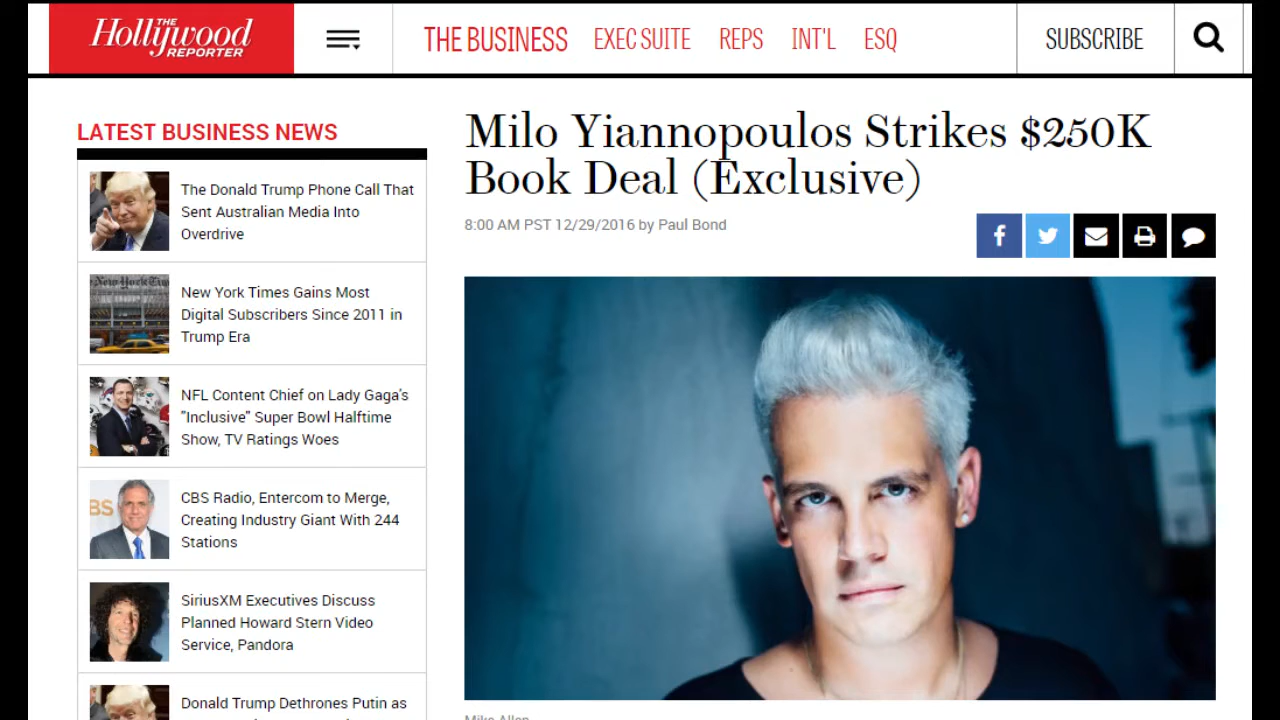 THE
Hollywood
REPORTER
THE BUSINESS
EXEC SUITE
REPS
INT'L
ESQ
SUBSCRIBE
LATEST BUSINESS NEWS
The Donald Trump Phone Call That
Sent Australian Media Into
Overdrive
New York Times Gains Most
Digital Subscribers Since 2011 in
Trump Era
NFL Content Chief on Lady Gaga's
"Inclusive" Super Bowl Halftime
Show, TV Ratings Woes
BS
CBS Radio, Entercom to Merge,
Creating Industry Giant With 244
Stations
SiriusXM Executives Discuss
Planned Howard Stern Video
Service, Pandora
Donald Trump Dethrones Putin as
Milo Yiannopoulos Strikes $250K
Book Deal (Exclusive)
8:00 AM PST 12/29/2016 by Paul Bond